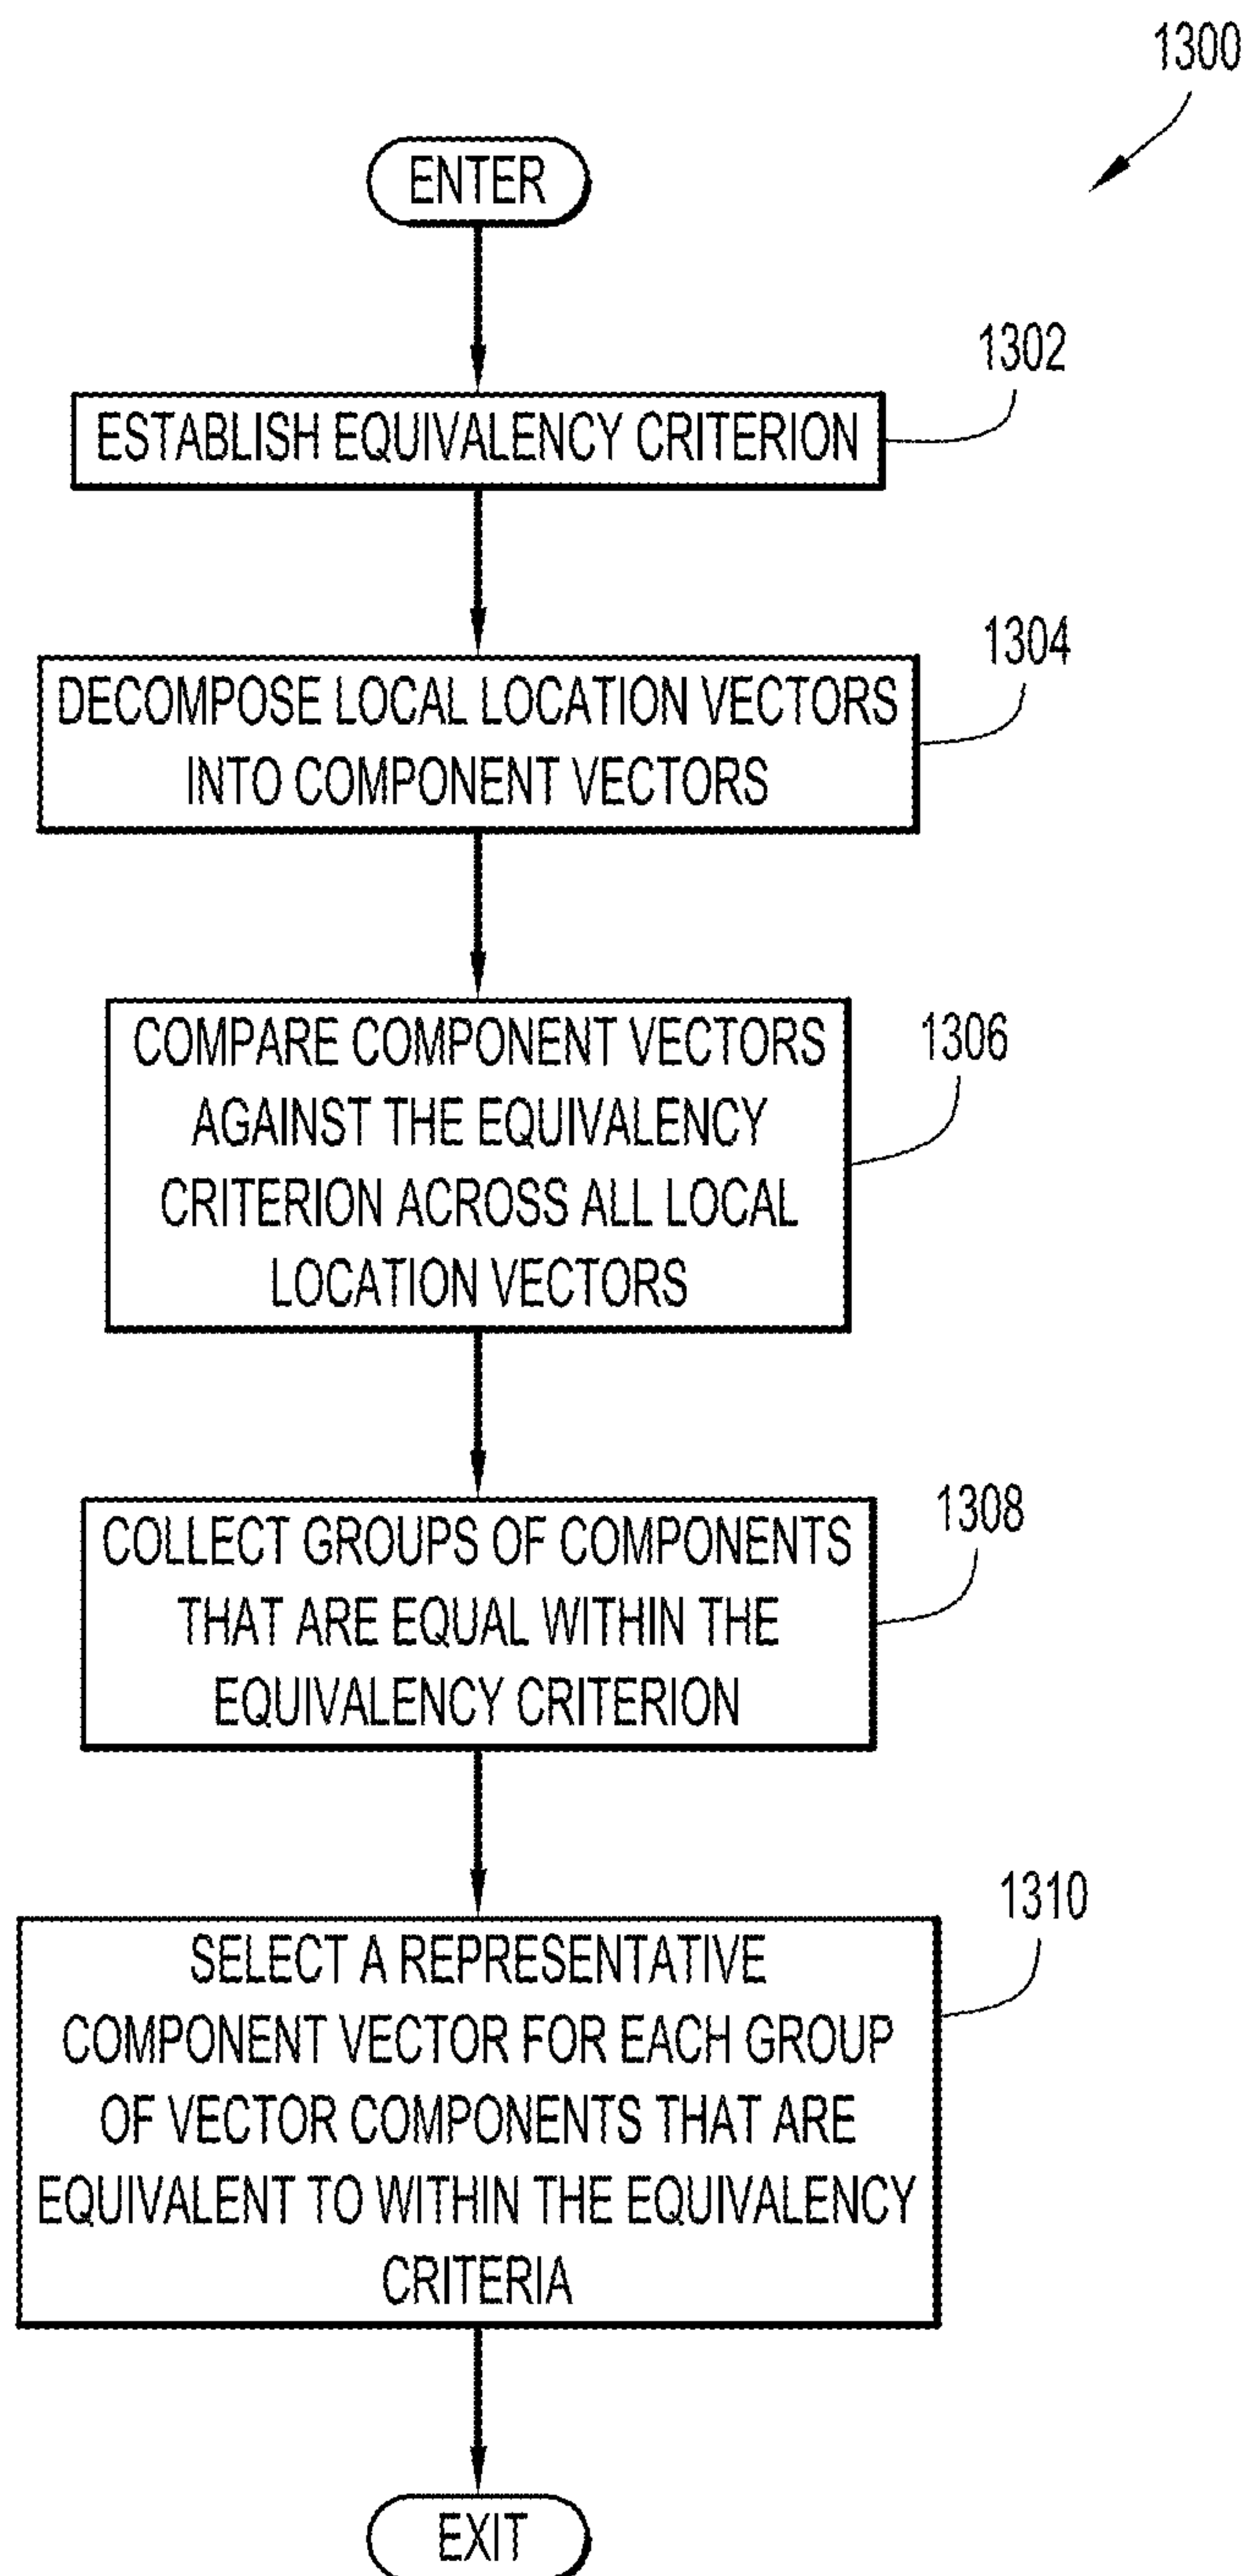 1300
ENTER
1302
ESTABLISH EQUIVALENCY CRITERION
1304
DECOMPOSE LOCAL LOCATION VECTORS
INTO COMPONENT VECTORS
1306
COMPARE COMPONENT VECTORS
AGAINST THE EQUIVALENCY
CRITERION ACROSS ALL LOCAL
LOCATION VECTORS
1308
COLLECT GROUPS OF COMPONENTS
THAT ARE EQUAL WITHIN THE
EQUIVALENCY CRITERION
1310
SELECT A REPRESENTATIVE
COMPONENT VECTOR FOR EACH GROUP
OF VECTOR COMPONENTS THAT ARE
EQUIVALENT TO WITHIN THE EQUIVALENCY
CRITERIA
EXIT